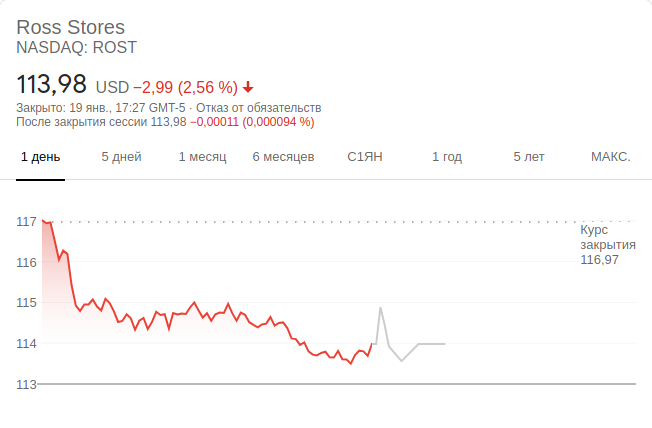 Ross Stores
NASDAQ: ROST
113,98 USD −2,99 (2,56 %)
Закрыто: 19 янв., 17:27 GMT-5 · Отказ от обязательств
После закрытия сессии 113,98 −0,00011 (0,000094 %)
1 день 5 дней 1 месяц 6 месяцев С1ЯН 1 год 5 лет МАКС.
117
Курс
закрытия
116,97
116
115
114
113